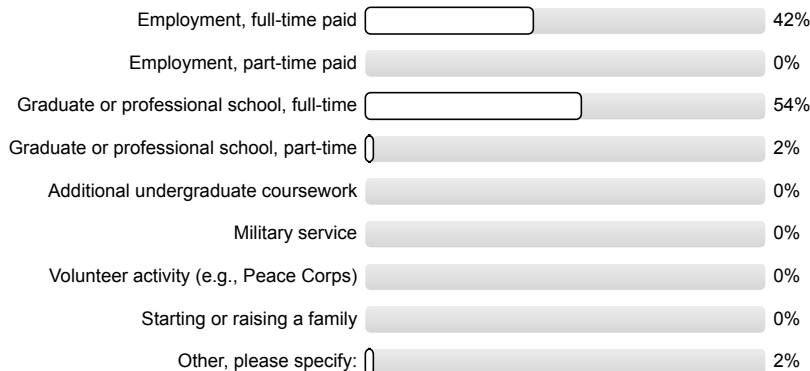 Employment, full-time paid 42%
Employment, part-time paid 0%
Graduate or professional school, full-time 54%
Graduate or professional school, part-time 2%
Additional undergraduate coursework 0%
Military service 0%
Volunteer activity (e.g., Peace Corps) 0%
Starting or raising a family 0%
Other, please specify: 2%